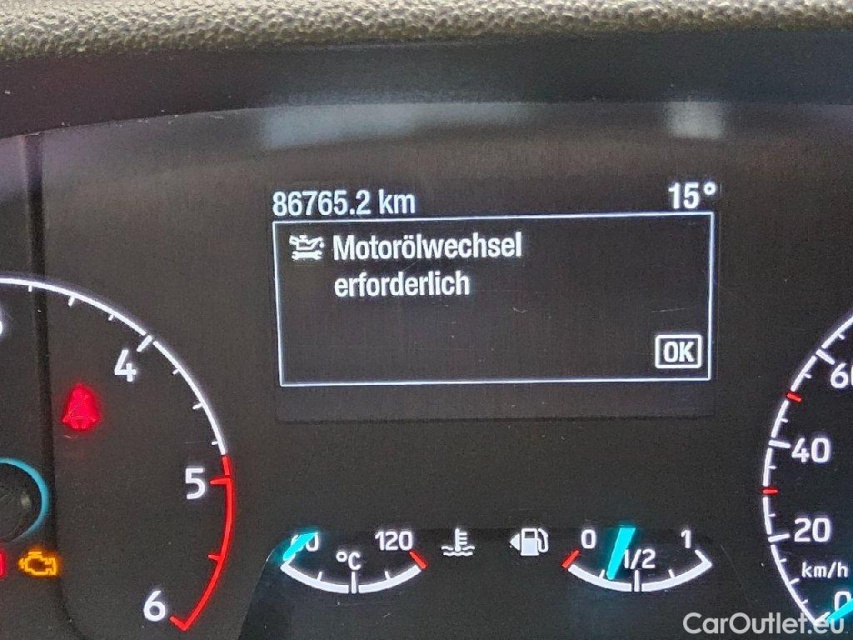 86765.2 km 15°
Motorölwechsel
erforderlich
OK
4
5
6
°C 120
0 1/2 1
40
20
km/h
0
CarOutlet.eu